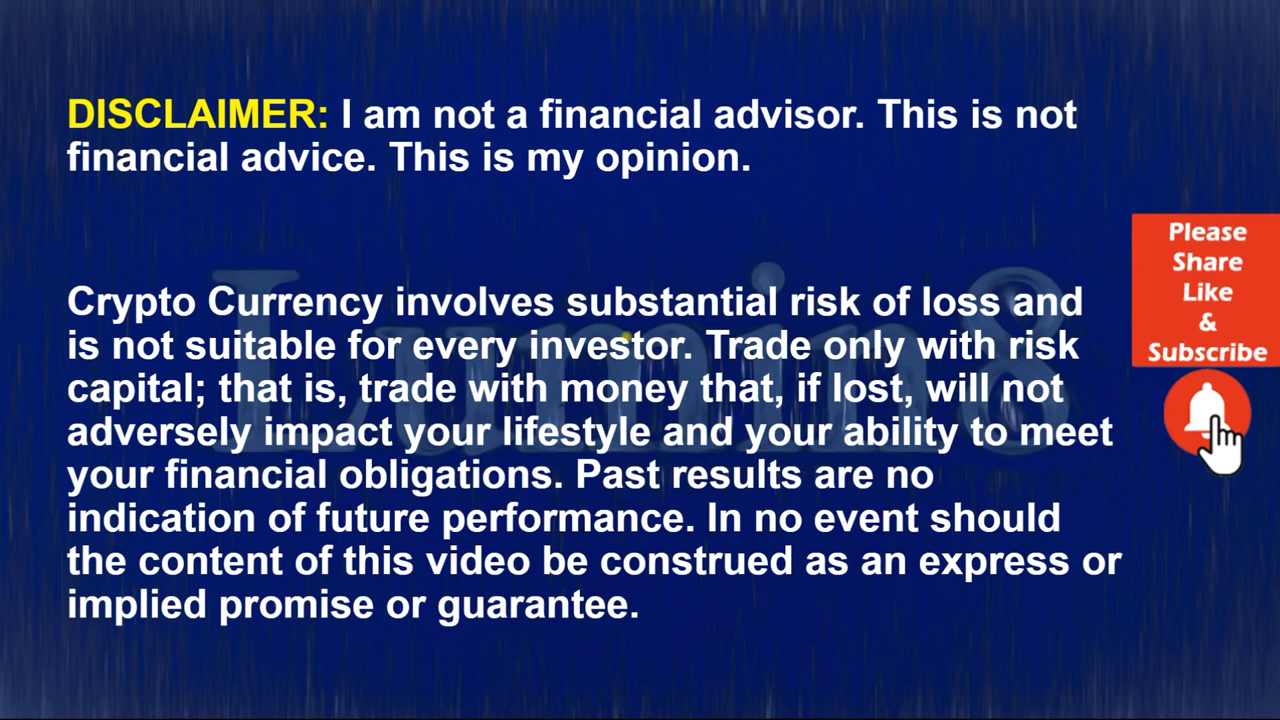 DISCLAIMER: I am not a financial advisor. This is not
financial advice. This is my opinion.
Crypto Currency involves substantial risk of loss and
is not suitable for every investor. Trade only with risk
capital; that is, trade with money that, if lost, will not
adversely impact your lifestyle and your ability to meet
your financial obligations. Past results are no
indication of future performance. In no event should
the content of this video be construed as an express or
implied promise or guarantee.
Lumin8
Please
Share
Like
&
Subscribe